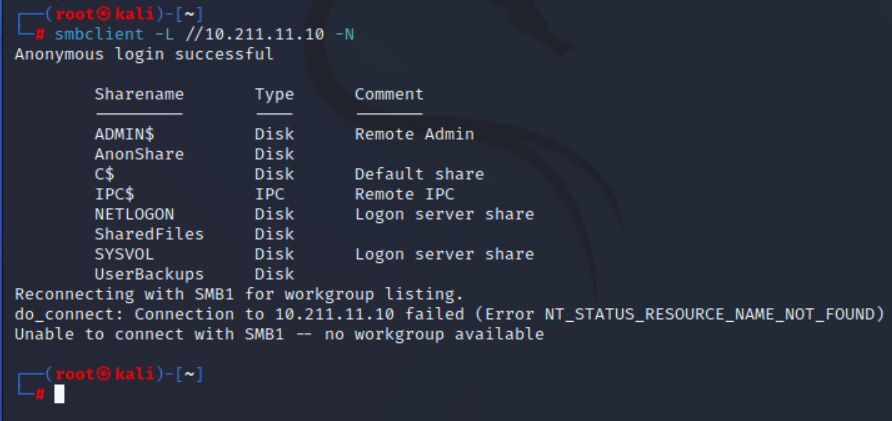 ┌──(root㉿kali)-[~]
└─# smbclient -L //10.211.11.10 -N
Anonymous login successful
Sharename       Type      Comment
---------       ----      -------
ADMIN$          Disk      Remote Admin
AnonShare       Disk
C$              Disk      Default share
IPC$            IPC       Remote IPC
NETLOGON        Disk      Logon server share
SharedFiles     Disk
SYSVOL          Disk      Logon server share
UserBackups     Disk
Reconnecting with SMB1 for workgroup listing.
do_connect: Connection to 10.211.11.10 failed (Error NT_STATUS_RESOURCE_NAME_NOT_FOUND)
Unable to connect with SMB1 -- no workgroup available
┌──(root㉿kali)-[~]
└─#